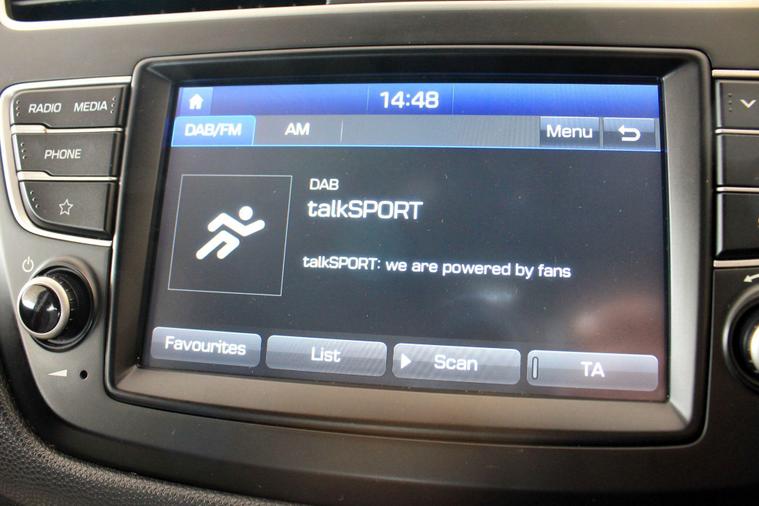 14:48
RADIO MEDIA
DAB/FM AM Menu
PHONE
DAB
talkSPORT
talkSPORT: we are powered by fans
Favourites List Scan TA